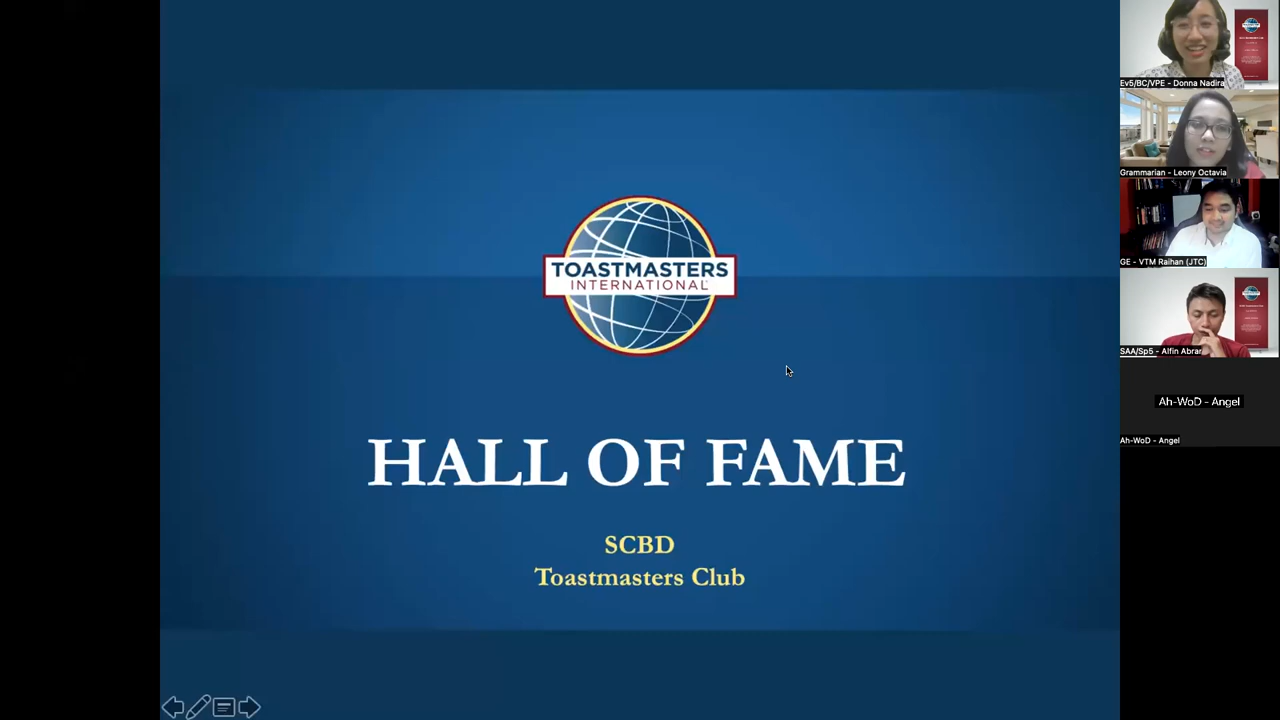 TOASTMASTERS
INTERNATIONAL
HALL OF FAME
SCBD
Toastmasters Club
Ev5/BC/VPE - Donna Nadira
Grammarian - Leony Octavia
GE - VTM Raihan (JTC)
SAA/Sp5 - Alfin Abrar
Ah-WoD - Angel
Ah-WoD - Angel